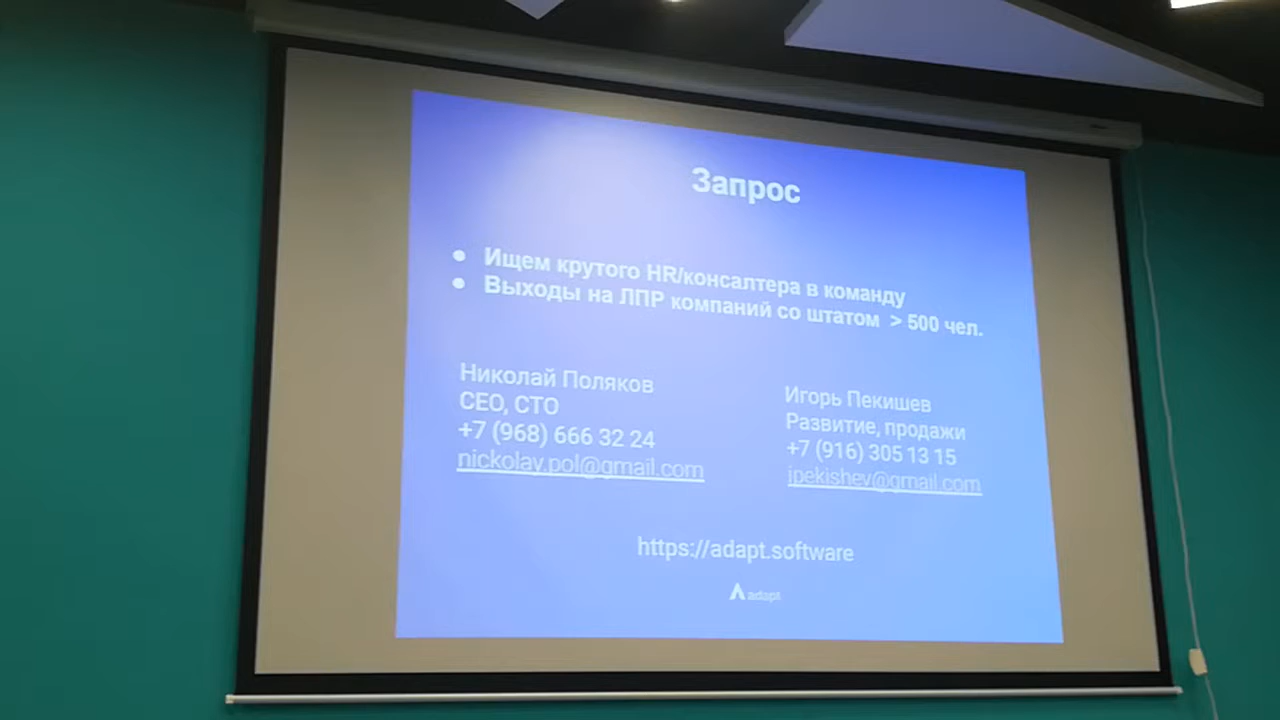 Запрос
● Ищем крутого HR/консалтера в команду
● Выходы на ЛПР компаний со штатом > 500 чел.
Николай Поляков
CEO, CTO
+7 (968) 666 32 24
nickolay.pol@gmail.com
Игорь Пекишев
Развитие, продажи
+7 (916) 305 13 15
ipekishev@gmail.com
https://adapt.software
adapt